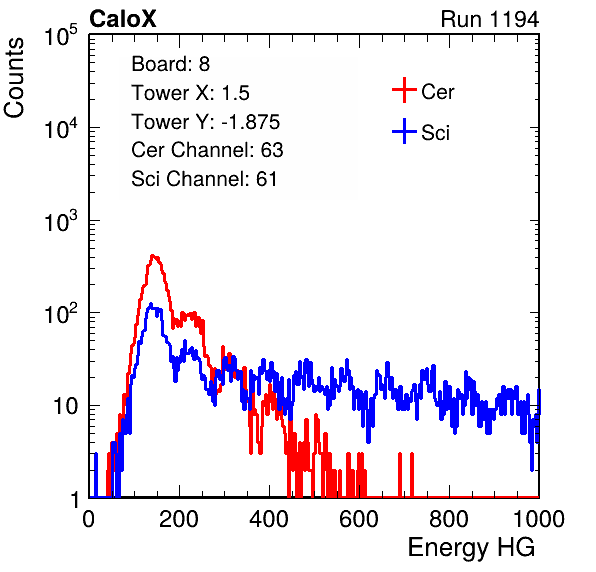 CaloX Run 1194
Counts
Board: 8
Tower X: 1.5
Tower Y: -1.875
Cer Channel: 63
Sci Channel: 61
Cer
Sci
10^5
10^4
10^3
10^2
10
1
0 200 400 600 800 1000
Energy HG